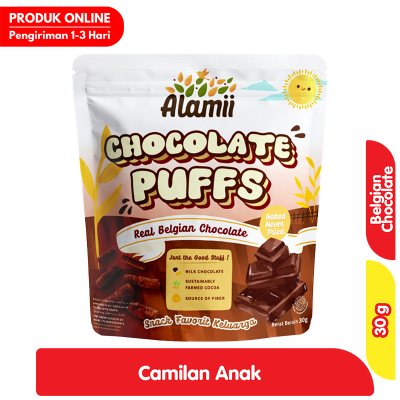 PRODUK ONLINE
Pengiriman 1-3 Hari
Alamii
CHOCOLATE
PUFFS
Real Belgian Chocolate
Baked
Never
Fried
Just the Good Stuff !
MILK CHOCOLATE
SUSTAINABLY
FARMED COCOA
SOURCE OF FIBER
Snack Favorit Keluarga
Berat Bersih 30g
Belgian
Chocolate
30 g
Camilan Anak